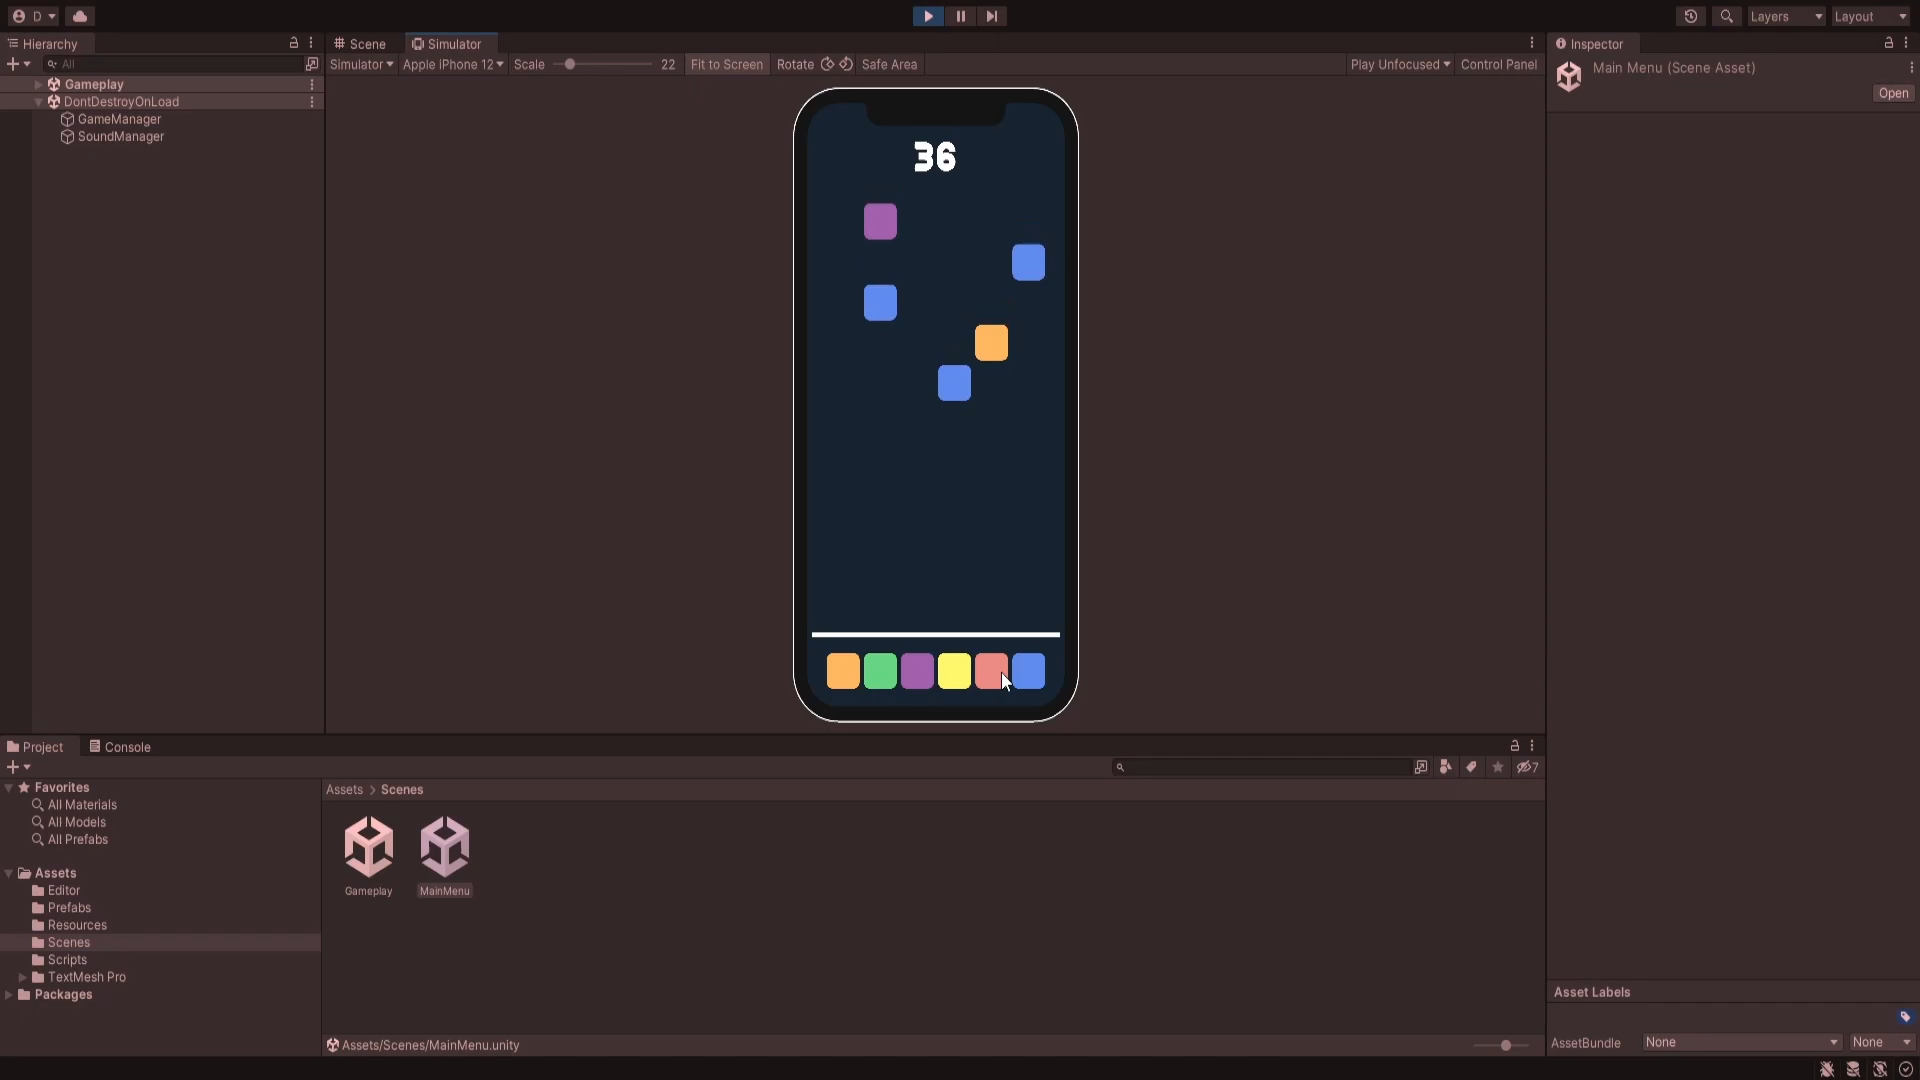 D
Layers
Layout
Hierarchy
Scene
Simulator
Inspector
All
Simulator
Apple iPhone 12
Scale
22
Fit to Screen
Rotate
Safe Area
Play Unfocused
Control Panel
Main Menu (Scene Asset)
Open
Gameplay
DontDestroyOnLoad
GameManager
SoundManager
36
Project
Console
7
Favorites
All Materials
All Models
All Prefabs
Assets
Editor
Prefabs
Resources
Scenes
Scripts
TextMesh Pro
Packages
Assets > Scenes
Gameplay
MainMenu
Assets/Scenes/MainMenu.unity
Asset Labels
AssetBundle
None
None